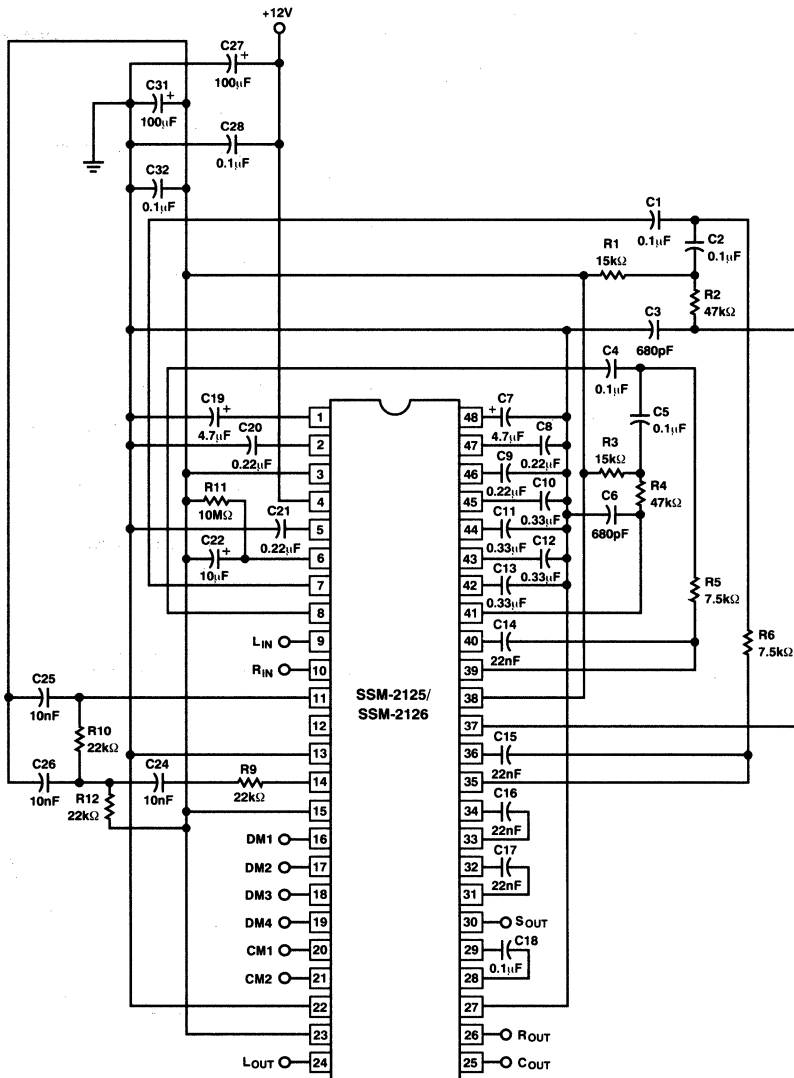 +12V
C27
+
100µF
C31
+
100µF
C28
0.1µF
C32
0.1µF
C1
0.1µF
C2
0.1µF
R1
15kΩ
R2
47kΩ
C3
680pF
C4
0.1µF
C5
0.1µF
C19
+
4.7µF
C20
0.22µF
R11
10MΩ
C21
0.22µF
C22
+
10µF
1
2
3
4
5
6
7
8
9
10
11
12
13
14
15
16
17
18
19
20
21
22
23
24
LIN
RIN
C25
10nF
R10
22kΩ
C26
10nF
R12
22kΩ
C24
10nF
R9
22kΩ
DM1
DM2
DM3
DM4
CM1
CM2
LOUT
SSM-2125/
SSM-2126
48
47
46
45
44
43
42
41
40
39
38
37
36
35
34
33
32
31
30
29
28
27
26
25
+
C7
4.7µF
C8
0.22µF
C9
0.22µF
C10
0.33µF
C11
0.33µF
C12
0.33µF
C13
0.33µF
R3
15kΩ
R4
47kΩ
C6
680pF
C14
22nF
R5
7.5kΩ
R6
7.5kΩ
C15
22nF
C16
22nF
C17
22nF
SOUT
C18
0.1µF
ROUT
COUT